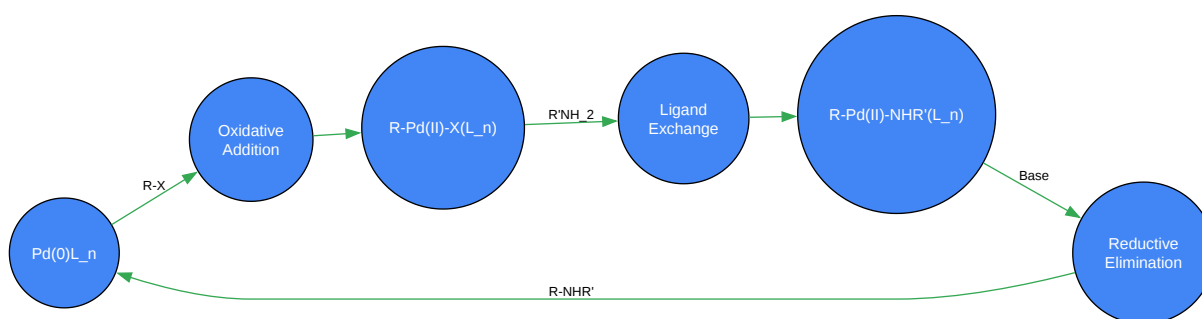 Pd(0)L_n
R-X
Oxidative
Addition
R-Pd(II)-X(L_n)
R'NH_2
Ligand
Exchange
R-Pd(II)-NHR'(L_n)
Base
Reductive
Elimination
R-NHR'